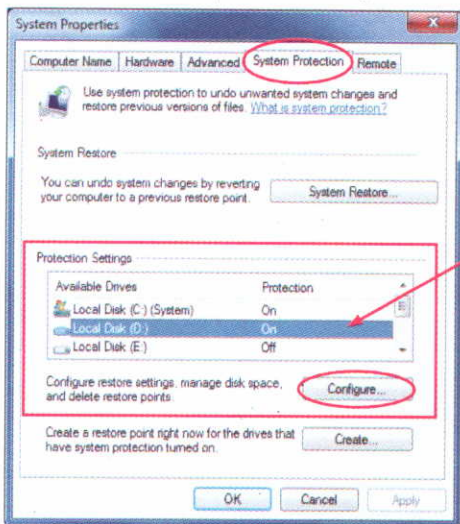 System Properties
Computer Name Hardware Advanced System Protection Remote
Use system protection to undo unwanted system changes and
restore previous versions of files. What is system protection?
System Restore
You can undo system changes by reverting
your computer to a previous restore point.
System Restore...
Protection Settings
Available Drives Protection
Local Disk (C:) (System) On
Local Disk (D:) On
Local Disk (E:) Off
Configure restore settings, manage disk space,
and delete restore points.
Configure...
Create a restore point right now for the drives that
have system protection turned on.
Create...
OK Cancel Apply